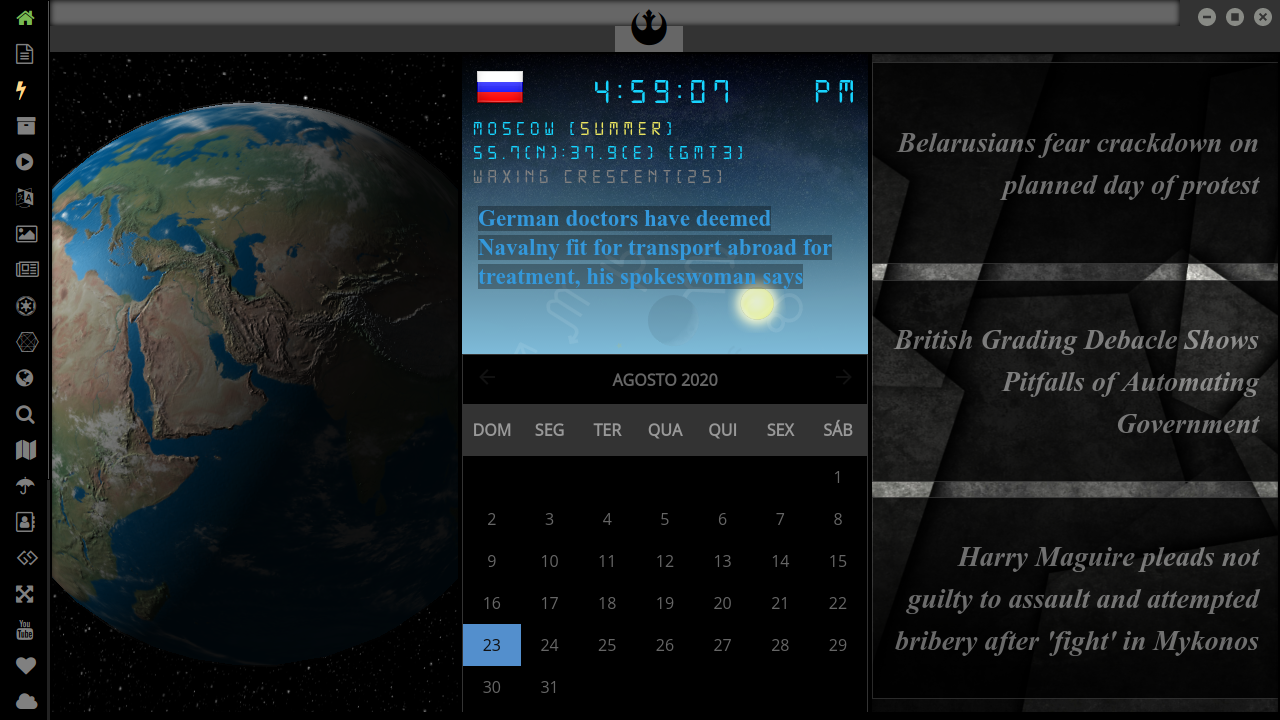 4:59:07 PM
MOSCOW (SUMMER)
55.7(N):37.9(E) (GMT3)
WAXING CRESCENT(25)
German doctors have deemed
Navalny fit for transport abroad for
treatment, his spokeswoman says
AGOSTO 2020
DOM SEG TER QUA QUI SEX SÁB
1
2 3 4 5 6 7 8
9 10 11 12 13 14 15
16 17 18 19 20 21 22
23 24 25 26 27 28 29
30 31
Belarusians fear crackdown on
planned day of protest
British Grading Debacle Shows
Pitfalls of Automating
Government
Harry Maguire pleads not
guilty to assault and attempted
bribery after 'fight' in Mykonos
You
Tube